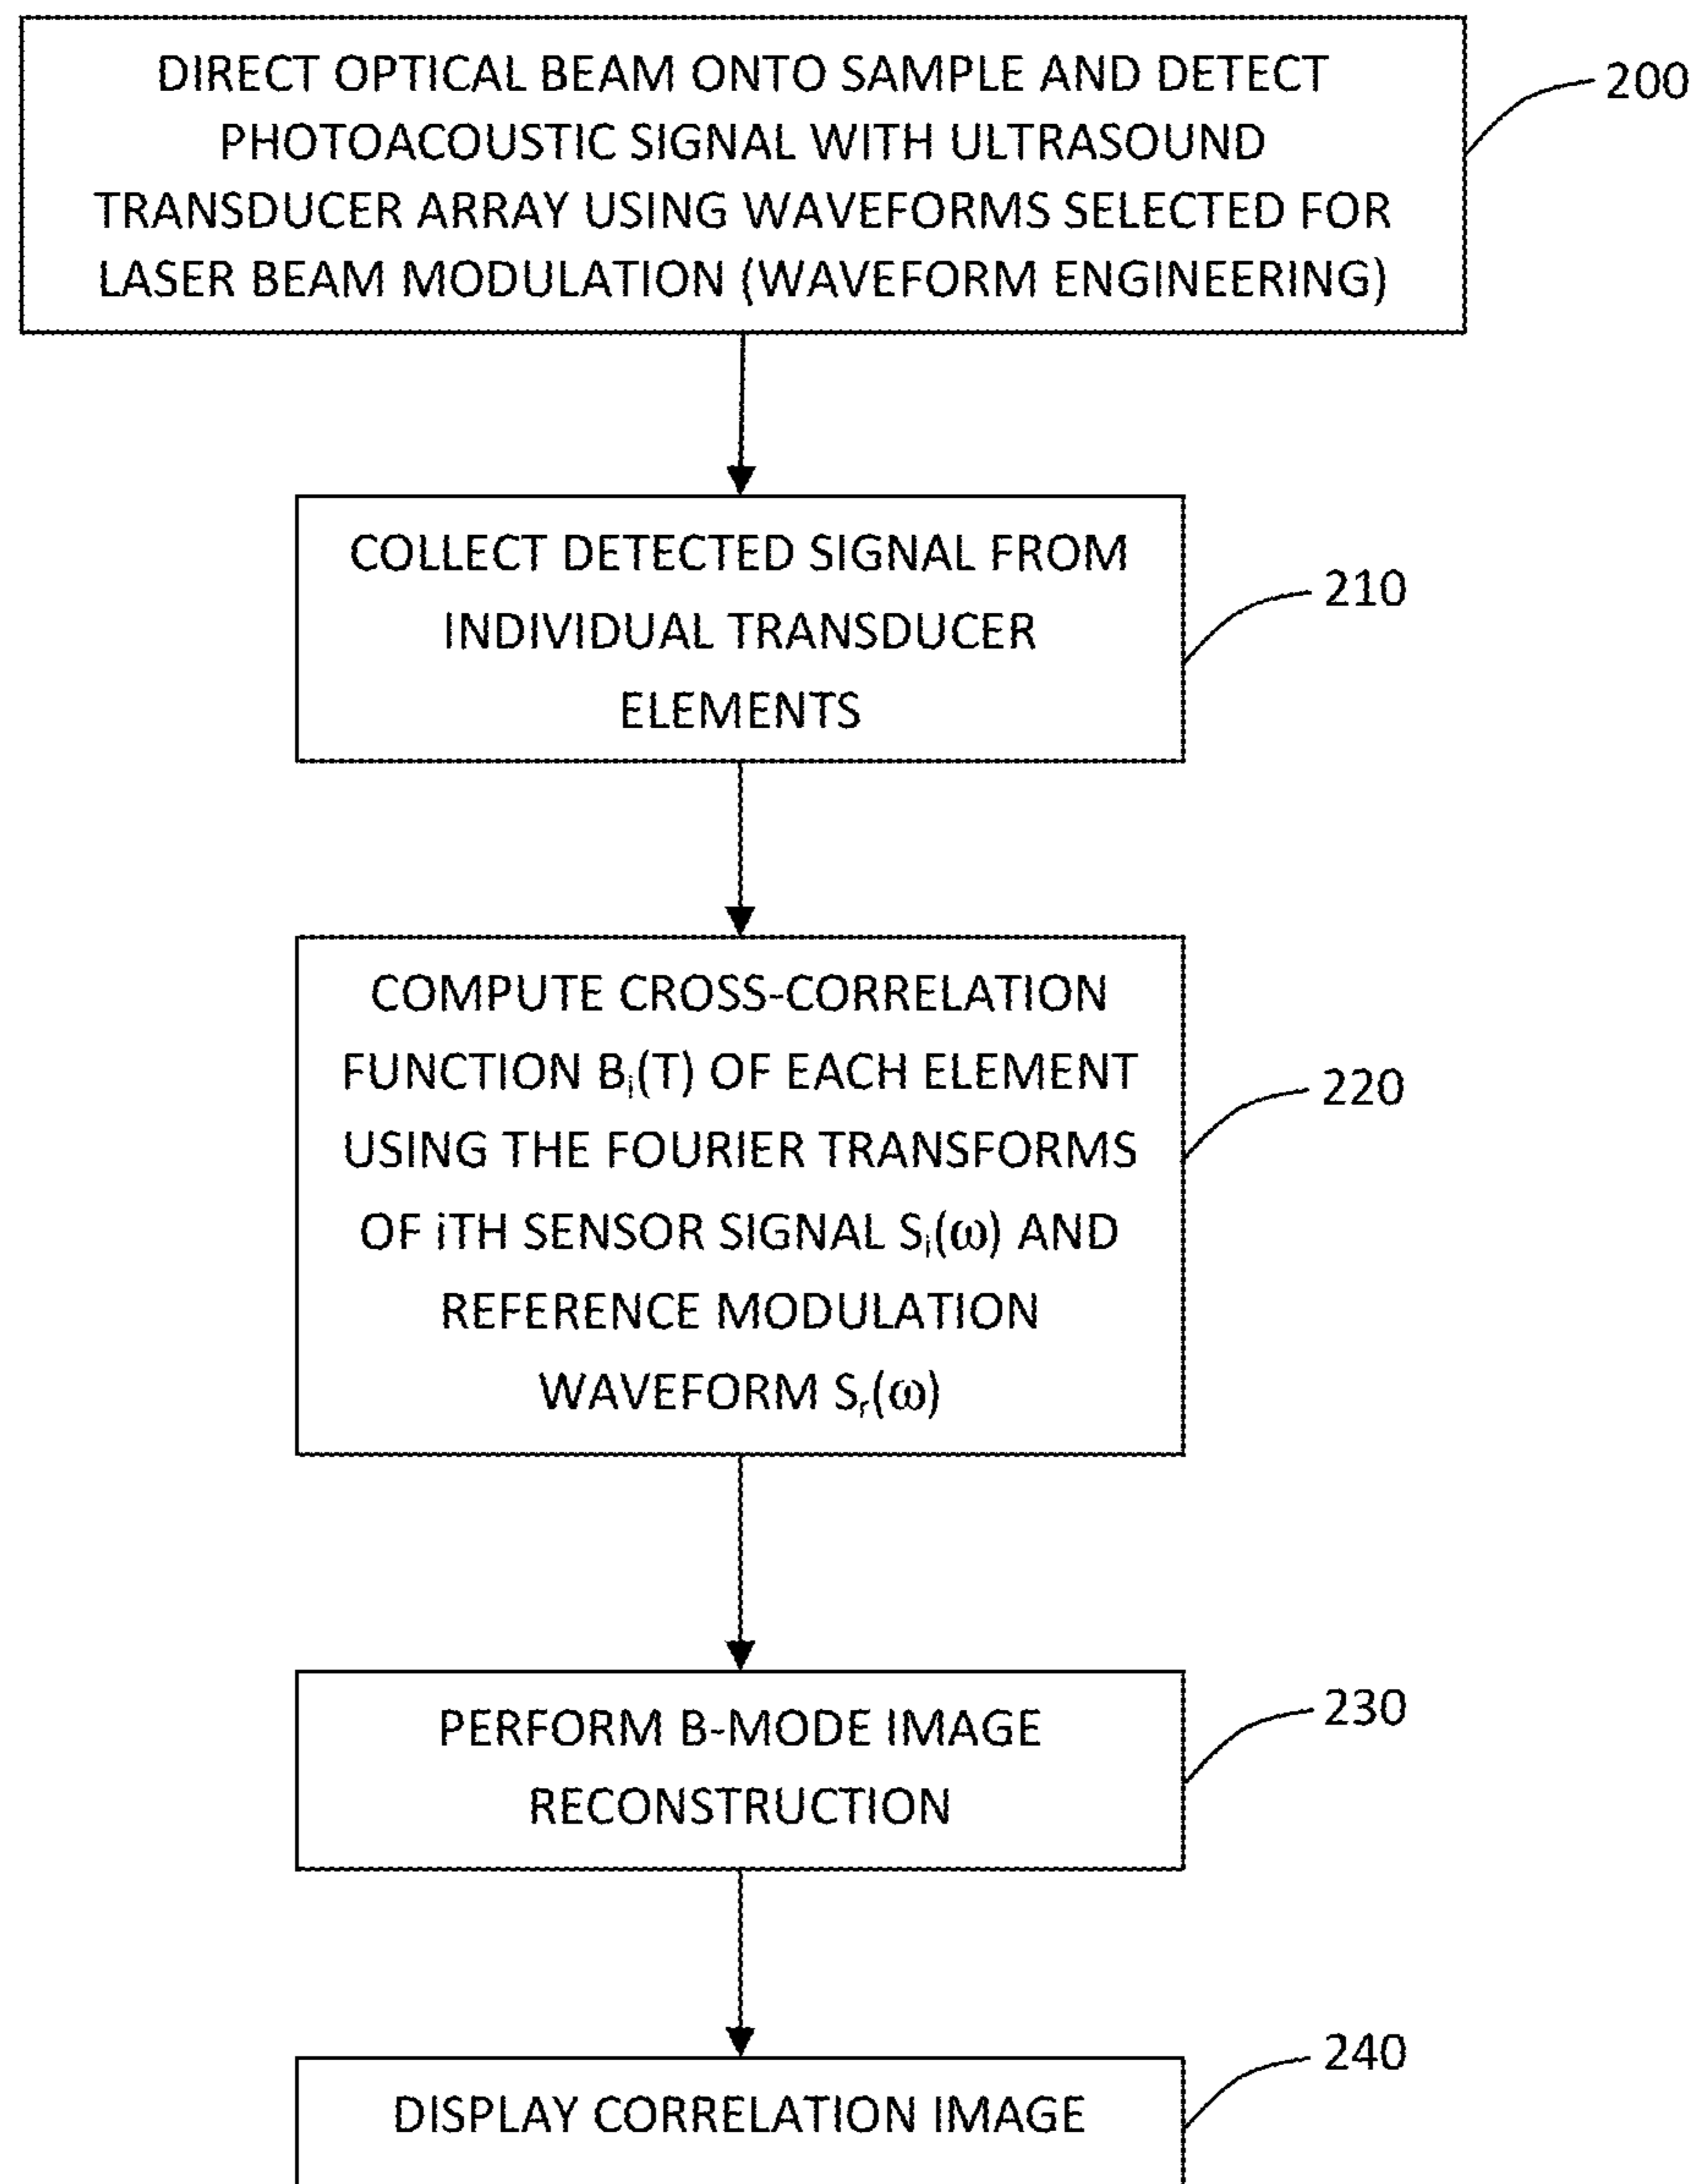 DIRECT OPTICAL BEAM ONTO SAMPLE AND DETECT
PHOTOACOUSTIC SIGNAL WITH ULTRASOUND
TRANSDUCER ARRAY USING WAVEFORMS SELECTED FOR
LASER BEAM MODULATION (WAVEFORM ENGINEERING)
200
COLLECT DETECTED SIGNAL FROM
INDIVIDUAL TRANSDUCER
ELEMENTS
210
COMPUTE CROSS-CORRELATION
FUNCTION Bᵢ(T) OF EACH ELEMENT
USING THE FOURIER TRANSFORMS
OF iTH SENSOR SIGNAL Sᵢ(ω) AND
REFERENCE MODULATION
WAVEFORM Sᵣ(ω)
220
PERFORM B-MODE IMAGE
RECONSTRUCTION
230
DISPLAY CORRELATION IMAGE
240